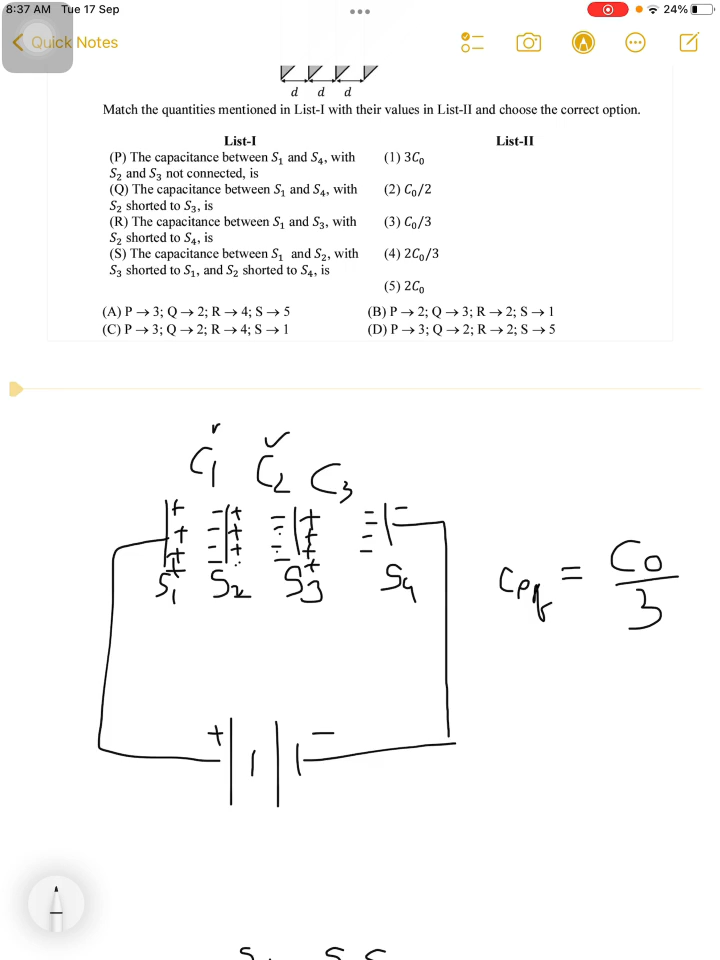 8:37 AM Tue 17 Sep
24%
Quick Notes
d d d
Match the quantities mentioned in List-I with their values in List-II and choose the correct option.
List-I List-II
(P) The capacitance between S₁ and S₄, with (1) 3C₀
S₂ and S₃ not connected, is
(Q) The capacitance between S₁ and S₄, with (2) C₀/2
S₂ shorted to S₃, is
(R) The capacitance between S₁ and S₃, with (3) C₀/3
S₂ shorted to S₄, is
(S) The capacitance between S₁ and S₂, with (4) 2C₀/3
S₃ shorted to S₁, and S₂ shorted to S₄, is
(5) 2C₀
(A) P → 3; Q → 2; R → 4; S → 5 (B) P → 2; Q → 3; R → 2; S → 1
(C) P → 3; Q → 2; R → 4; S → 1 (D) P → 3; Q → 2; R → 2; S → 5
C₁ C₂ C₃
S₁ S₂ S₃ S₄
= C₀/3
+ −